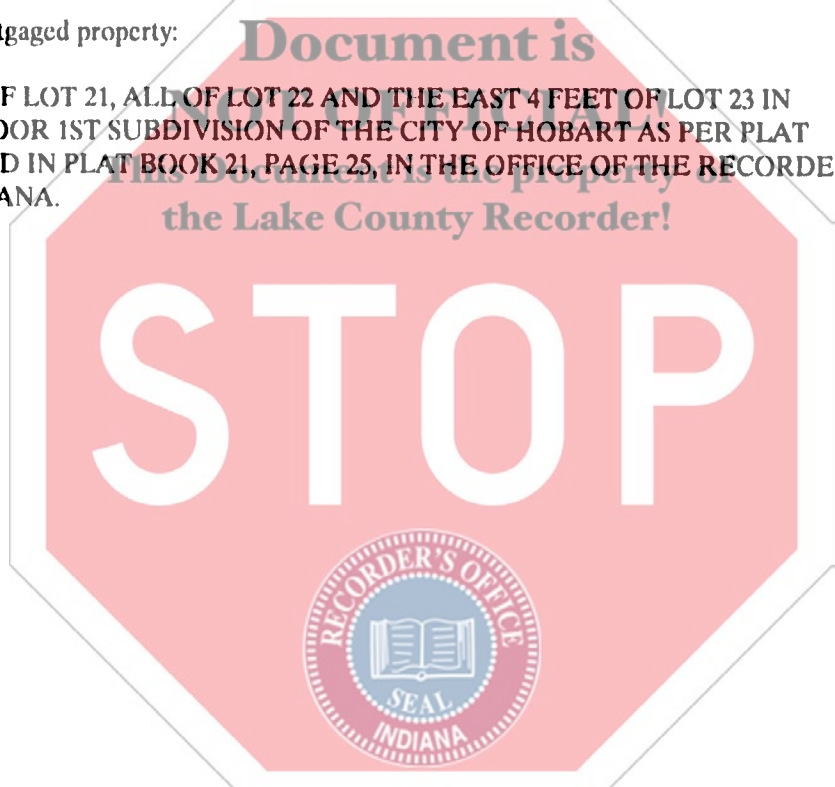 tgaged property:
Document is
F LOT 21, ALL OF LOT 22 AND THE EAST 4 FEET OF LOT 23 IN
NOT OFFICIAL!
OOR 1ST SUBDIVISION OF THE CITY OF HOBART AS PER PLAT
D IN PLAT BOOK 21, PAGE 25, IN THE OFFICE OF THE RECORDE
This Document is the property of
ANA.
the Lake County Recorder!
STOP
RECORDER'S OFFICE
SEAL
INDIANA